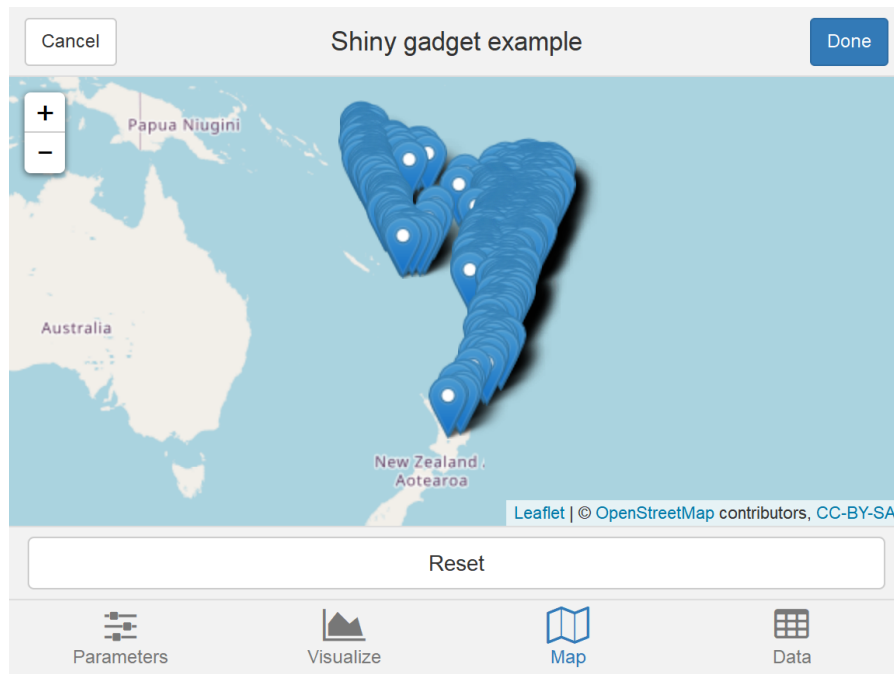 Cancel
Shiny gadget example
Done
+
Papua Niugini
−
Australia
New Zealand /
Aotearoa
Leaflet | © OpenStreetMap contributors, CC-BY-SA
Reset
Parameters
Visualize
Map
Data